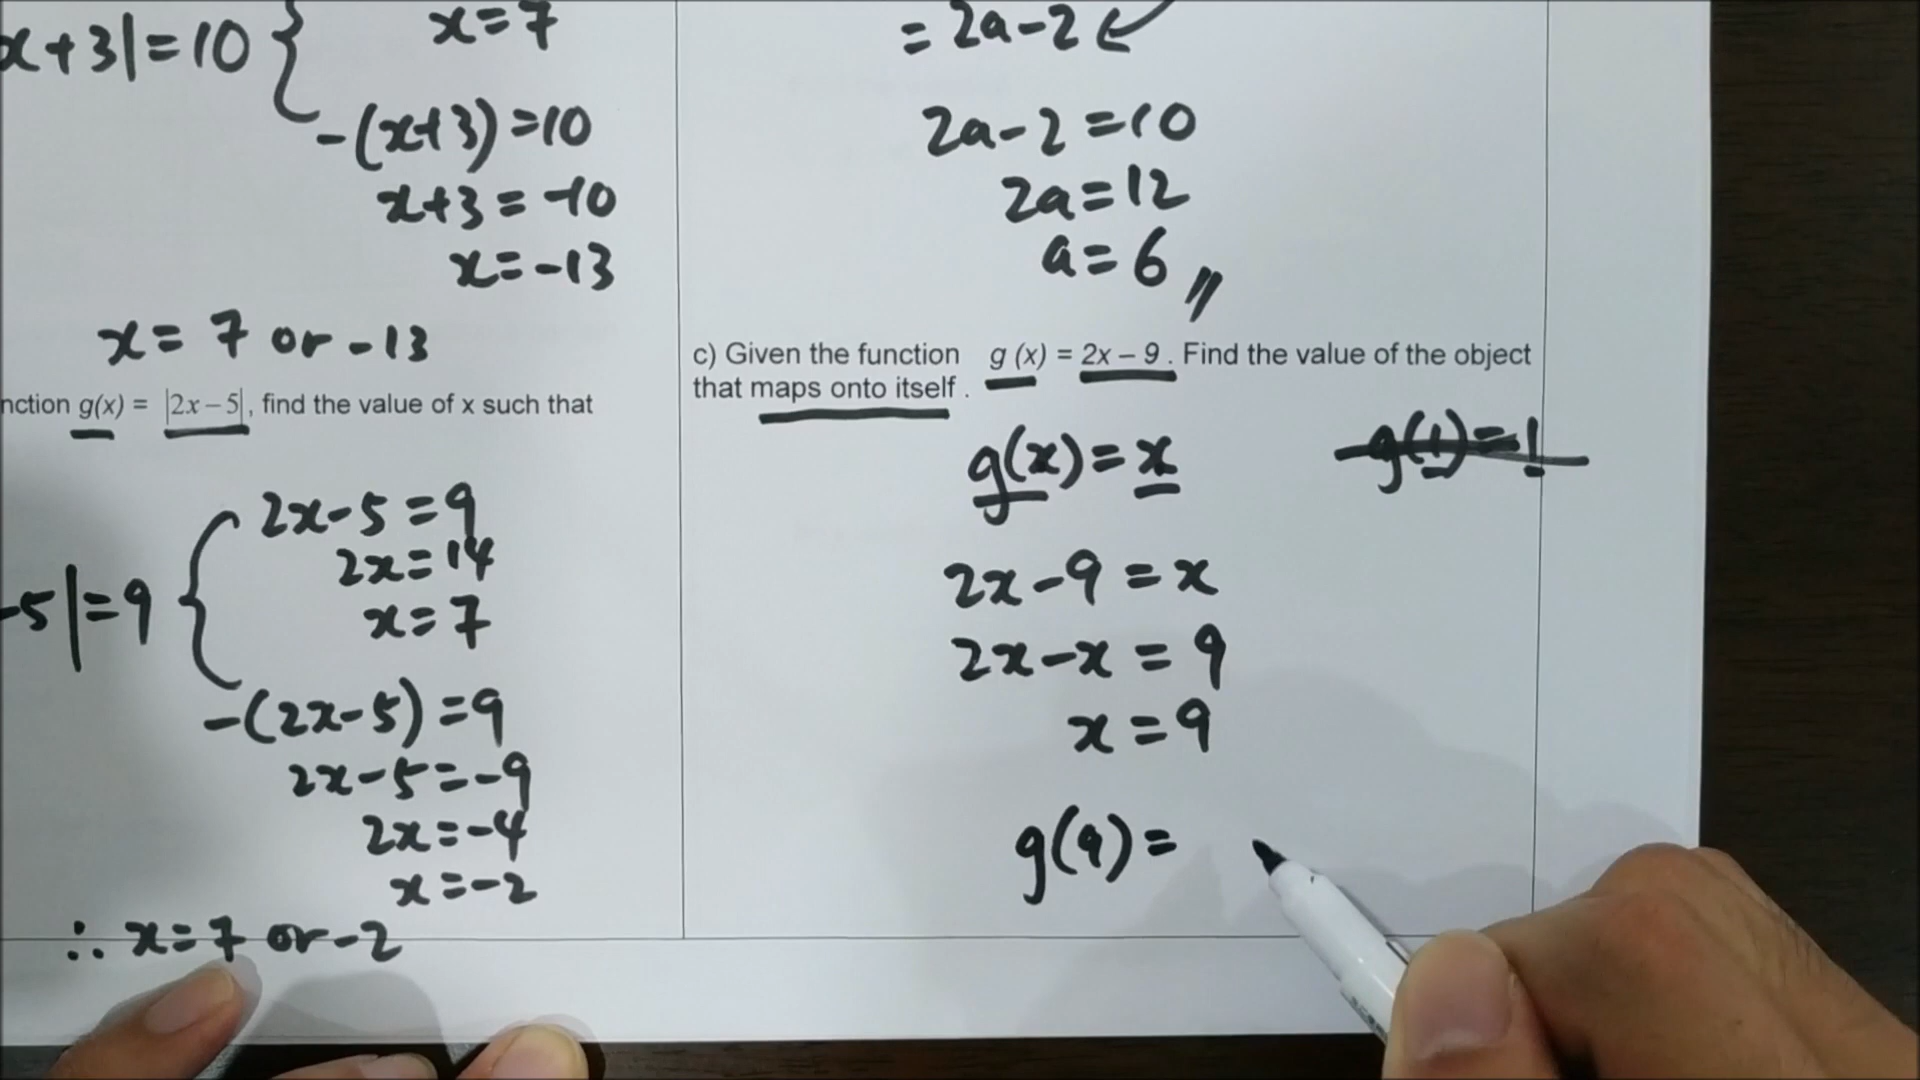 x+3|=10
x=7
-(x+3)=10
x+3=-10
x=-13
x=7 or -13
nction g(x) = |2x – 5|, find the value of x such that
-5|=9
2x-5=9
2x=14
x=7
-(2x-5)=9
2x-5=-9
2x=-4
x=-2
∴ x=7 or -2
=2a-2
2a-2=10
2a=12
a=6
c) Given the function g (x) = 2x – 9 . Find the value of the object
that maps onto itself .
g(x)=x
g(1)=1
2x-9=x
2x-x=9
x=9
g(9)=